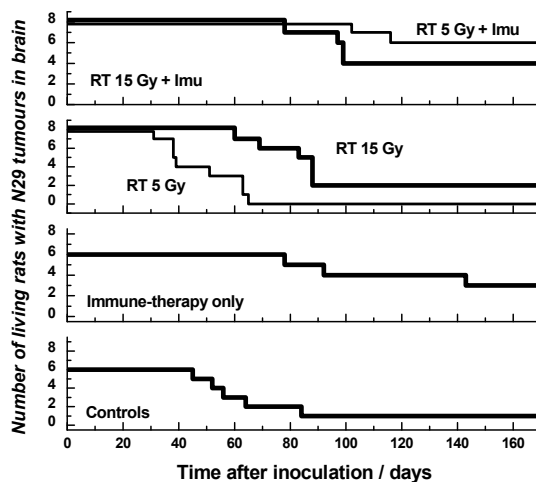 Number of living rats with N29 tumours in brain
8
6
4
2
0
RT 5 Gy + Imu
RT 15 Gy + Imu
8
6
4
2
0
RT 15 Gy
RT 5 Gy
8
6
4
2
0
Immune-therapy only
8
6
4
2
0
Controls
0 20 40 60 80 100 120 140 160
Time after inoculation / days